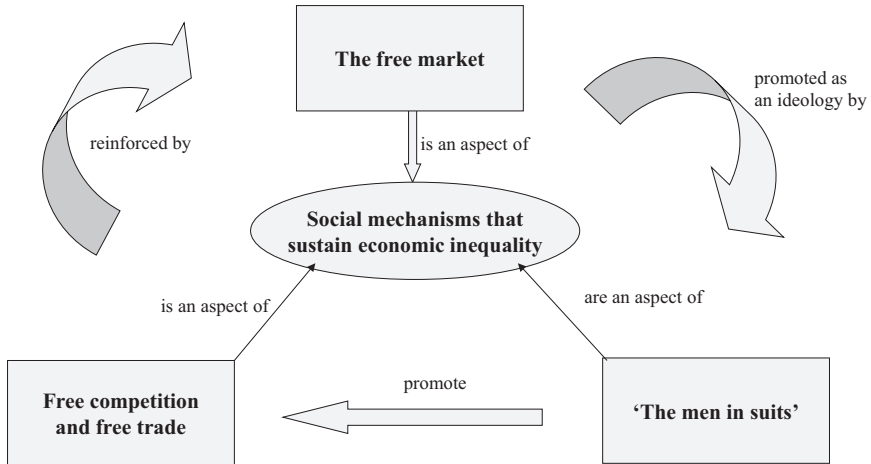 The free market
promoted as
an ideology by
reinforced by
is an aspect of
Social mechanisms that
sustain economic inequality
is an aspect of
are an aspect of
Free competition
and free trade
promote
‘The men in suits’